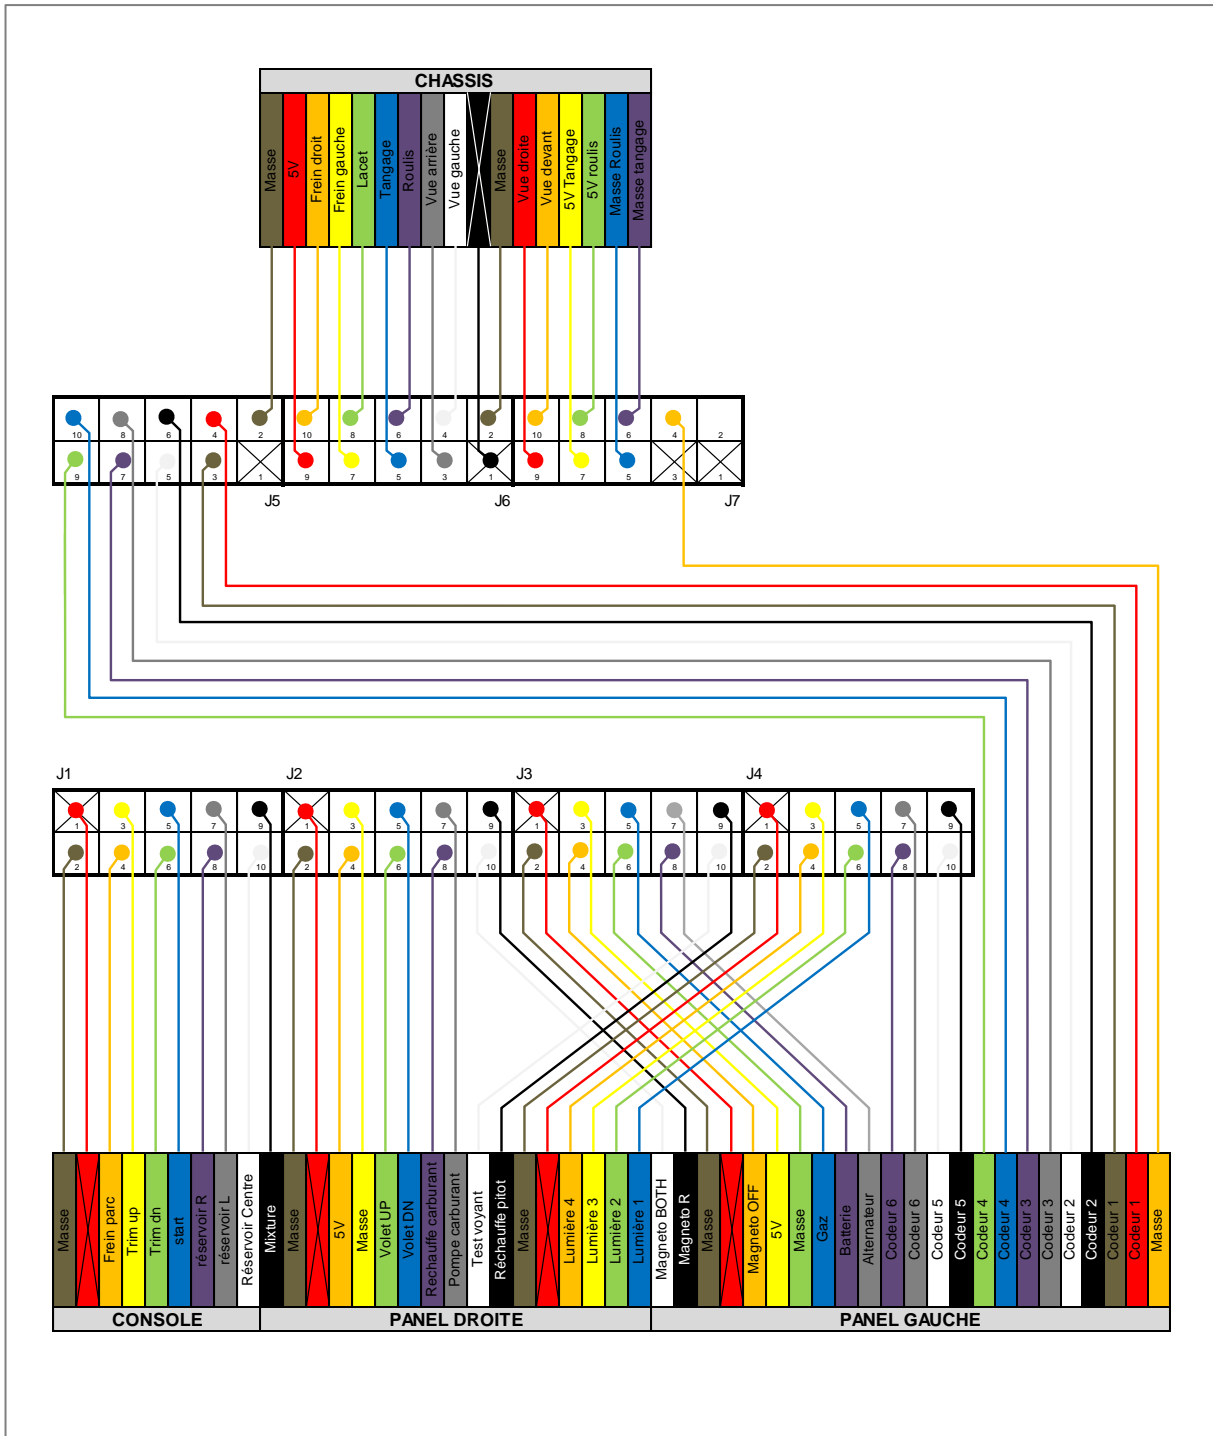 CHASSIS
Masse
5V
Frein droit
Frein gauche
Lacet
Tangage
Roulis
Vue arrière
Vue gauche
Masse
Vue droite
Vue devant
5V Tangage
5V roulis
Masse Roulis
Masse tangage
10 8 6 4 2 10 8 6 4 2 10 8 6 4 2
9 7 5 3 1 9 7 5 3 1 9 7 5 3 1
J5 J6 J7
J1 J2 J3 J4
1 3 5 7 9 1 3 5 7 9 1 3 5 7 9 1 3 5 7 9
2 4 6 8 10 2 4 6 8 10 2 4 6 8 10 2 4 6 8 10
Masse
Frein parc
Trim up
Trim dn
start
réservoir R
réservoir L
Réservoir Centre
Mixture
Masse
5V
Masse
Volet UP
Volet DN
Rechauffe carburant
Pompe carburant
Test voyant
Réchauffe pitot
Masse
Lumière 4
Lumière 3
Lumière 2
Lumière 1
Magneto BOTH
Magneto R
Masse
Magneto OFF
5V
Masse
Gaz
Batterie
Alternateur
Codeur 6
Codeur 6
Codeur 5
Codeur 5
Codeur 4
Codeur 4
Codeur 3
Codeur 3
Codeur 2
Codeur 2
Codeur 1
Codeur 1
Masse
CONSOLE PANEL DROITE PANEL GAUCHE